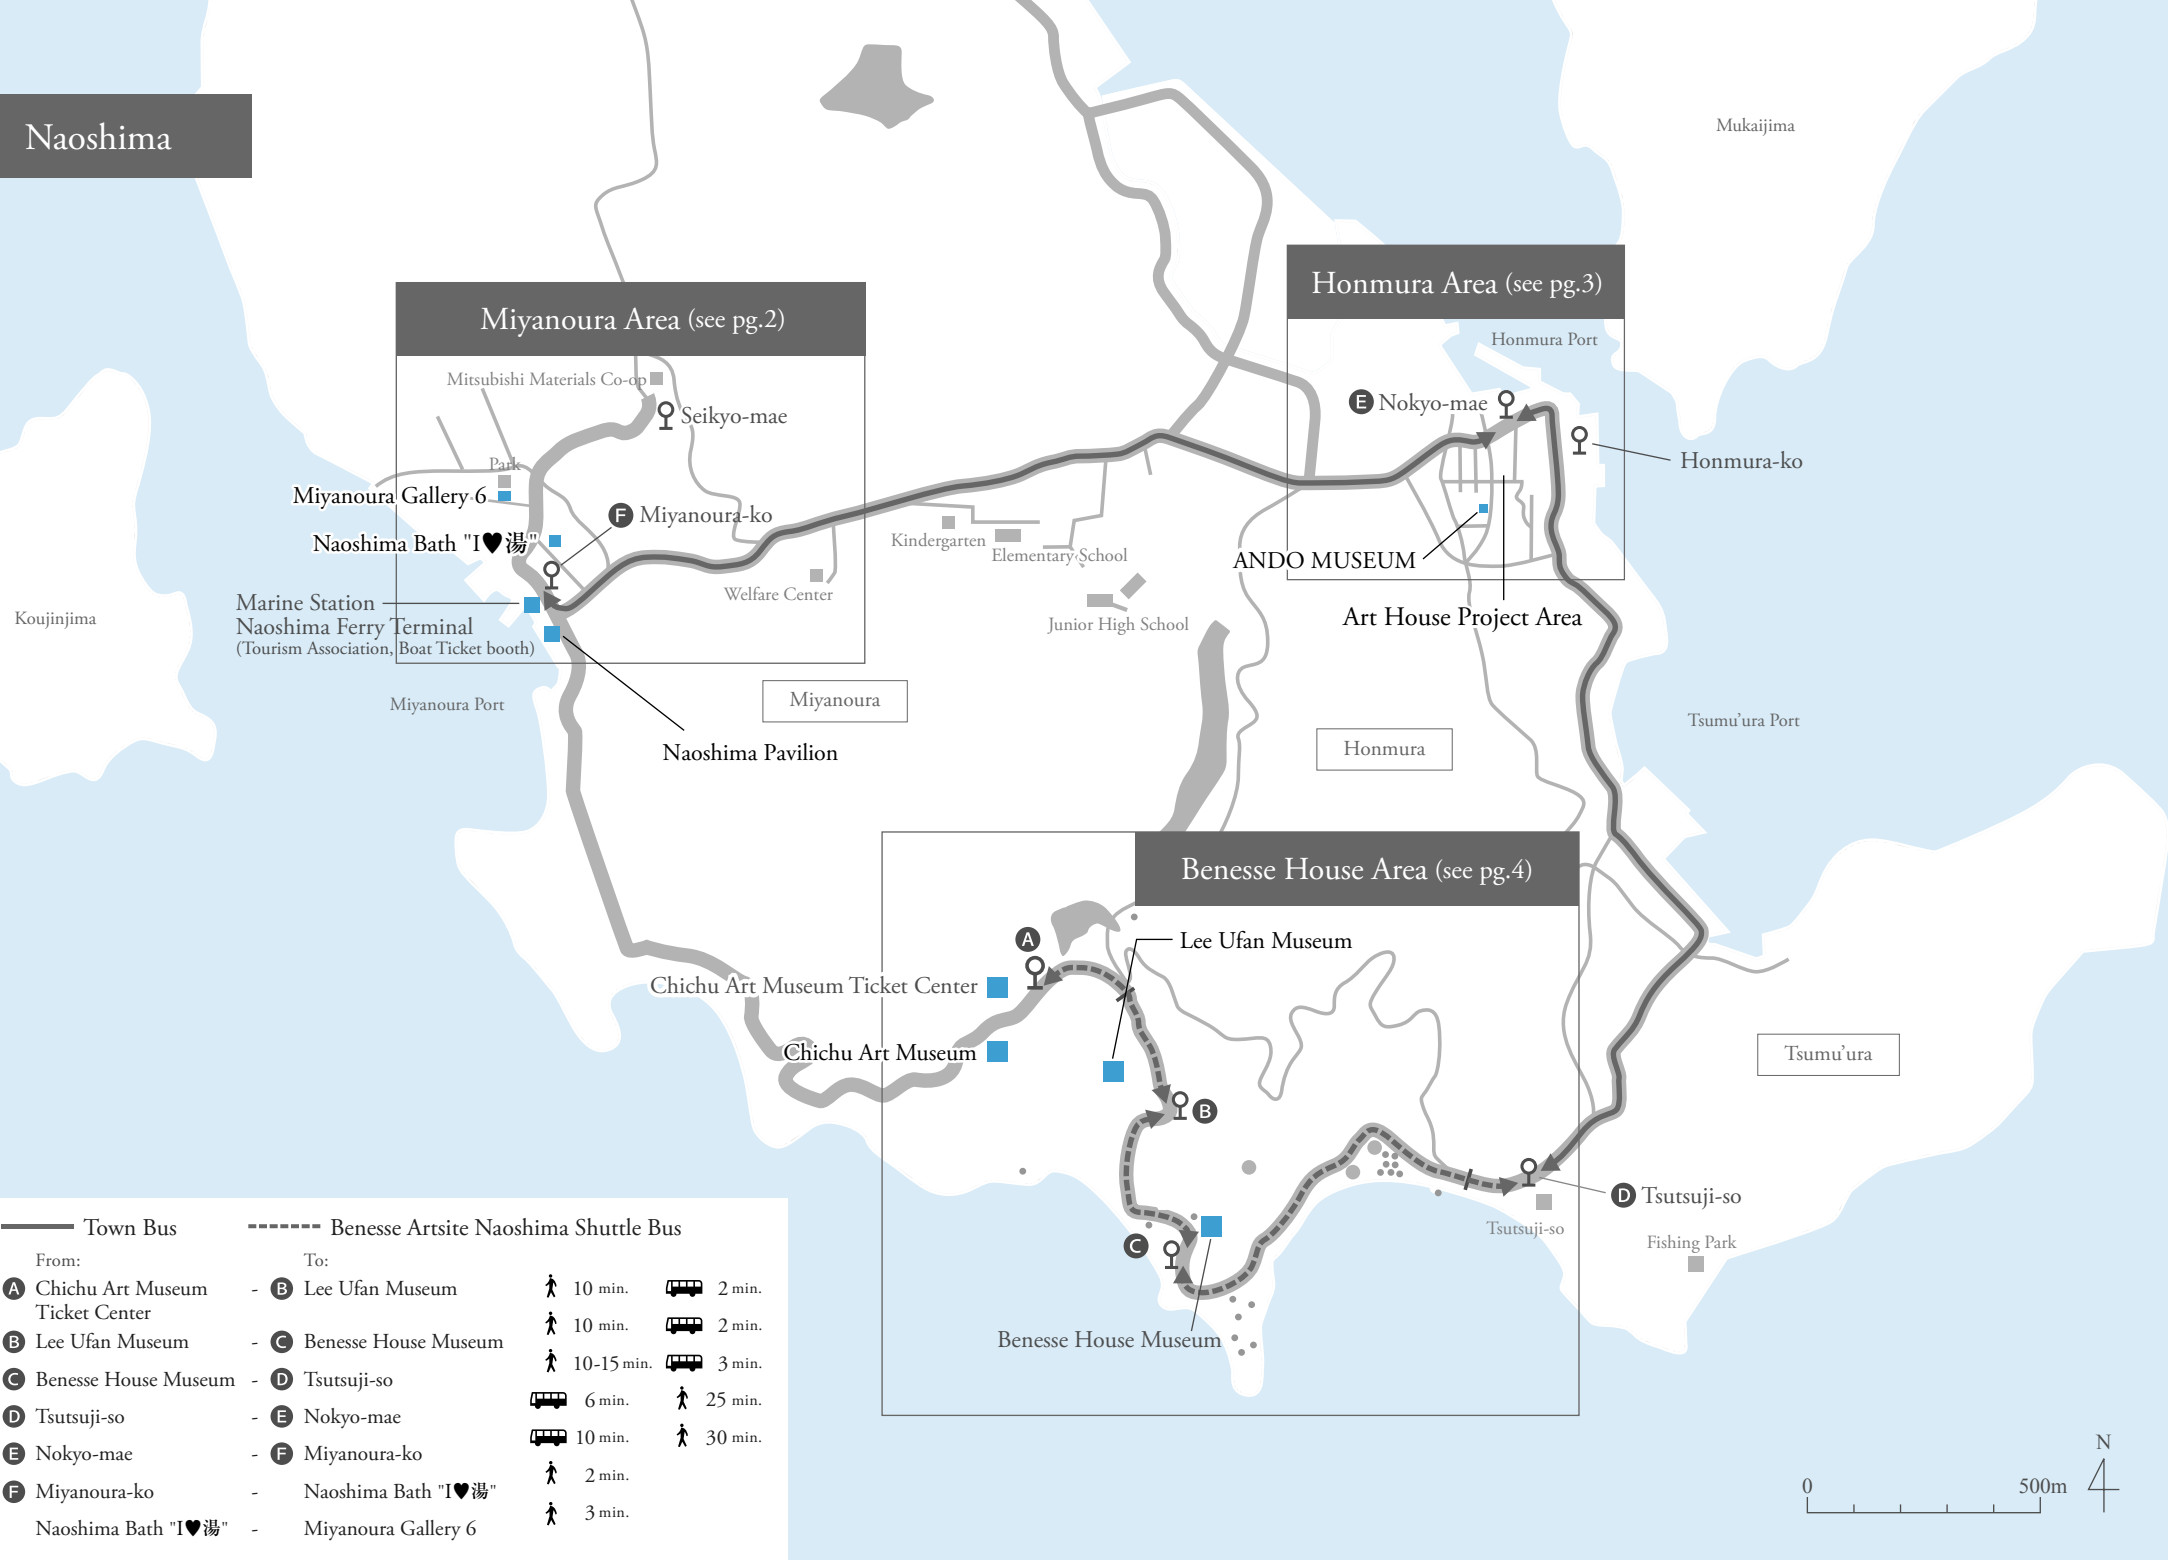 Naoshima
Mukaijima
Honmura Area (see pg.3)
Miyanoura Area (see pg.2)
Honmura Port
Mitsubishi Materials Co-op
Seikyo-mae
E Nokyo-mae
Honmura-ko
Park
Miyanoura Gallery 6
F Miyanoura-ko
Naoshima Bath "I♥湯"
Kindergarten
Elementary School
ANDO MUSEUM
Welfare Center
Marine Station
Naoshima Ferry Terminal
(Tourism Association, Boat Ticket booth)
Koujinjima
Junior High School
Art House Project Area
Miyanoura Port
Miyanoura
Tsumu'ura Port
Naoshima Pavilion
Honmura
Benesse House Area (see pg.4)
A
Lee Ufan Museum
Chichu Art Museum Ticket Center
Chichu Art Museum
Tsumu'ura
B
D Tsutsuji-so
Tsutsuji-so
Fishing Park
C
Benesse House Museum
Town Bus
Benesse Artsite Naoshima Shuttle Bus
From: To:
A Chichu Art Museum Ticket Center - B Lee Ufan Museum 10 min. 2 min.
B Lee Ufan Museum - C Benesse House Museum 10 min. 2 min.
C Benesse House Museum - D Tsutsuji-so 10-15 min. 3 min.
D Tsutsuji-so - E Nokyo-mae 6 min. 25 min.
E Nokyo-mae - F Miyanoura-ko 10 min. 30 min.
F Miyanoura-ko - Naoshima Bath "I♥湯" 2 min.
Naoshima Bath "I♥湯" - Miyanoura Gallery 6 3 min.
N
0 500m